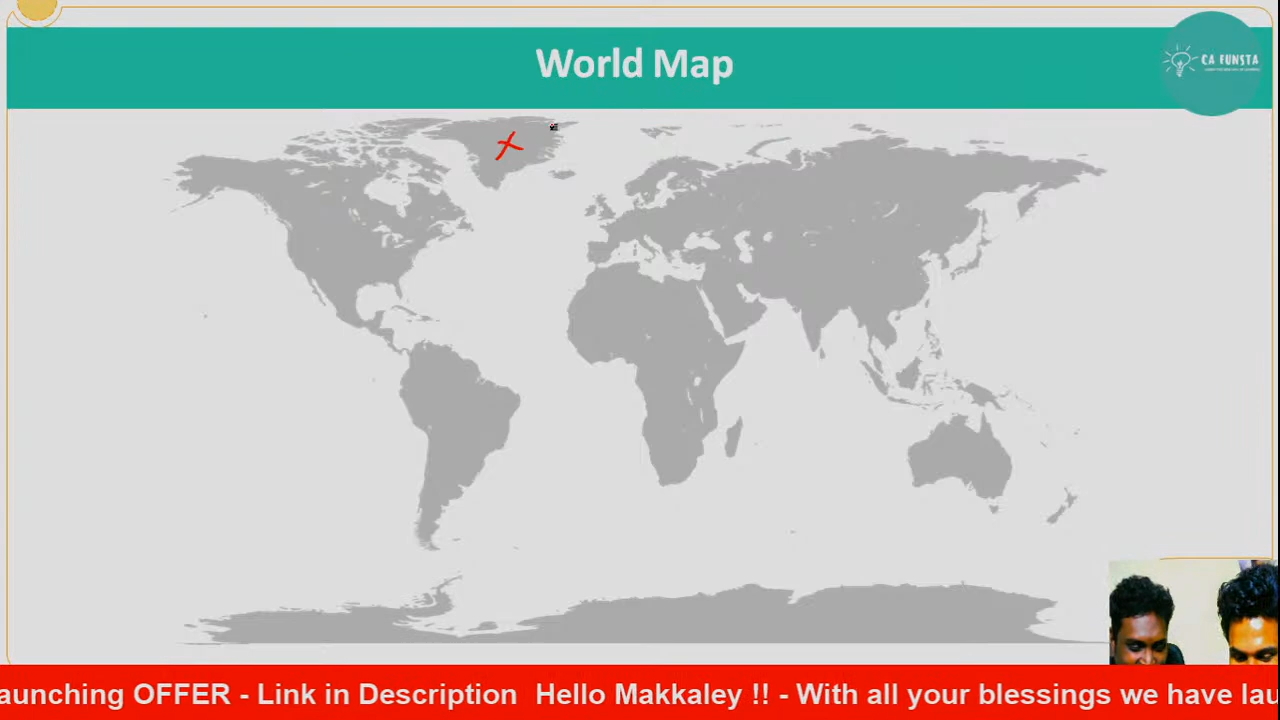 World Map
CA FUNSTA
aunching OFFER - Link in Description Hello Makkaley !! - With all your blessings we have lau